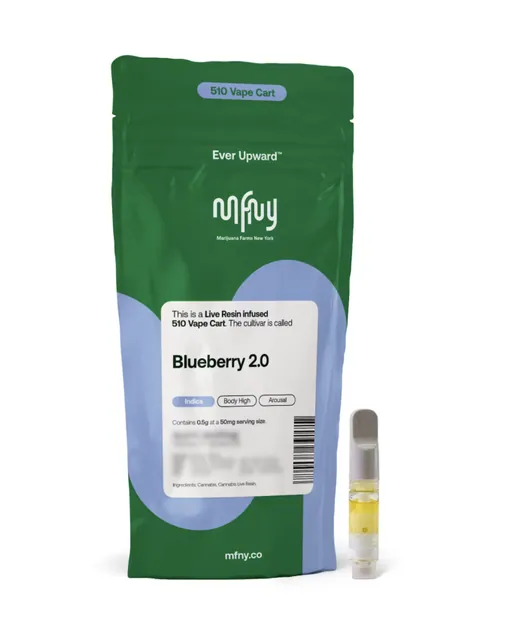 510 Vape Cart
Ever Upward™
mfny
Marijuana Farms New York
This is a Live Resin infused
510 Vape Cart. The cultivar is called
Blueberry 2.0
Indica
Body High
Arousal
Contains 0.5g at a 50mg serving size.
Ingredients: Cannabis, Cannabis Live Resin.
mfny.co